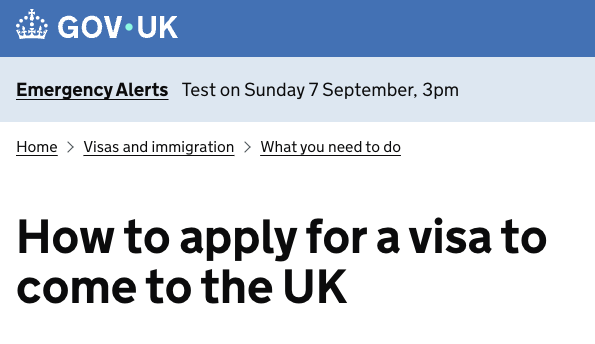 GOV·UK
Emergency Alerts Test on Sunday 7 September, 3pm
Home > Visas and immigration > What you need to do
How to apply for a visa to
come to the UK